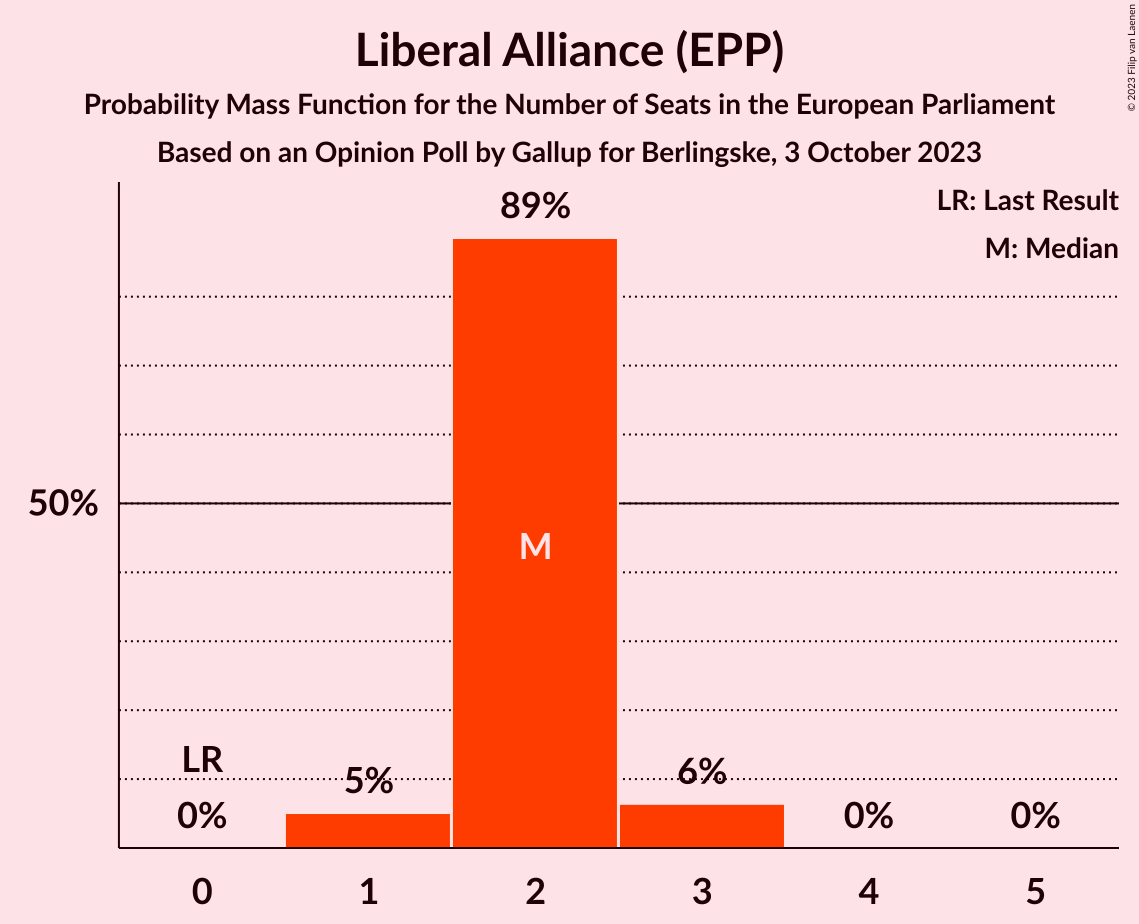 Liberal Alliance (EPP)
Probability Mass Function for the Number of Seats in the European Parliament
Based on an Opinion Poll by Gallup for Berlingske, 3 October 2023
© 2023 Filip van Laenen
LR: Last Result
M: Median
89%
50%
M
LR
0%
5%
6%
0%
0%
0 1 2 3 4 5